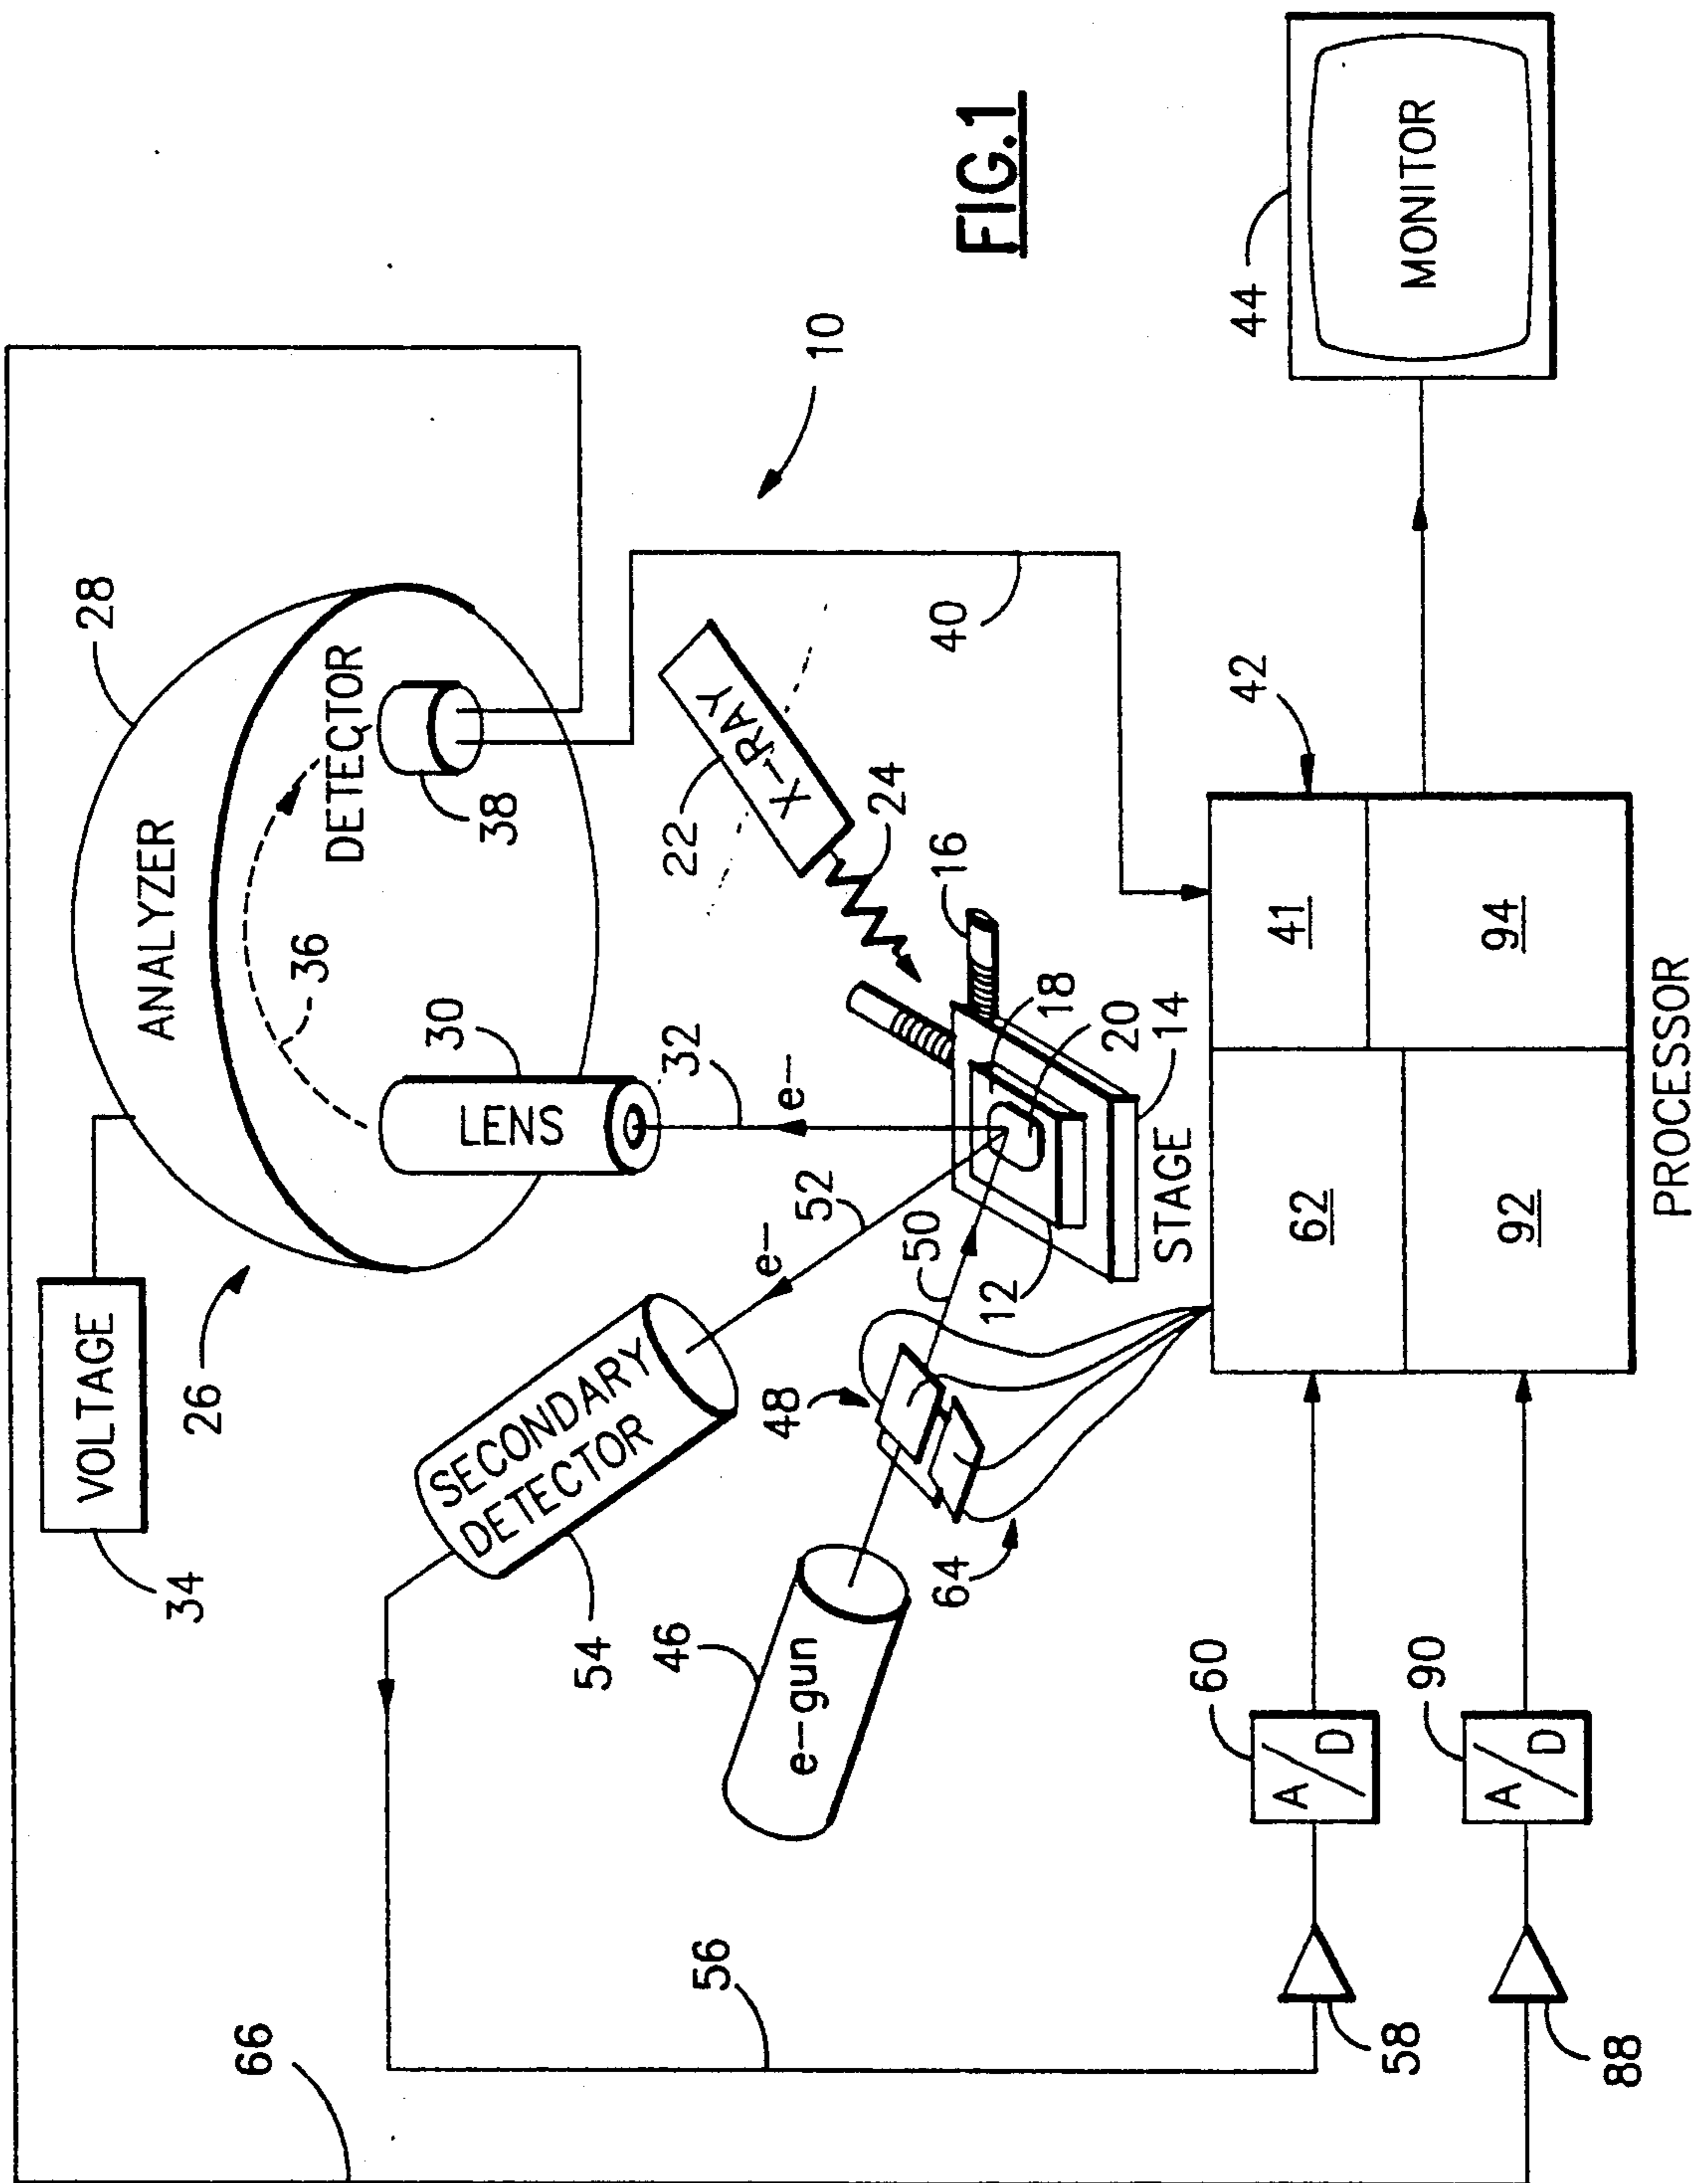 66
VOLTAGE
34
26
ANALYZER
28
36
DETECTOR
38
LENS
30
32
e-
52
e-
SECONDARY
DETECTOR
54
56
46
e-gun
48
64
50
12
STAGE
14
20
18
16
24
22
X-RAY
10
40
FIG.1
58
60
A/D
88
90
A/D
62
92
41
94
42
PROCESSOR
44
MONITOR